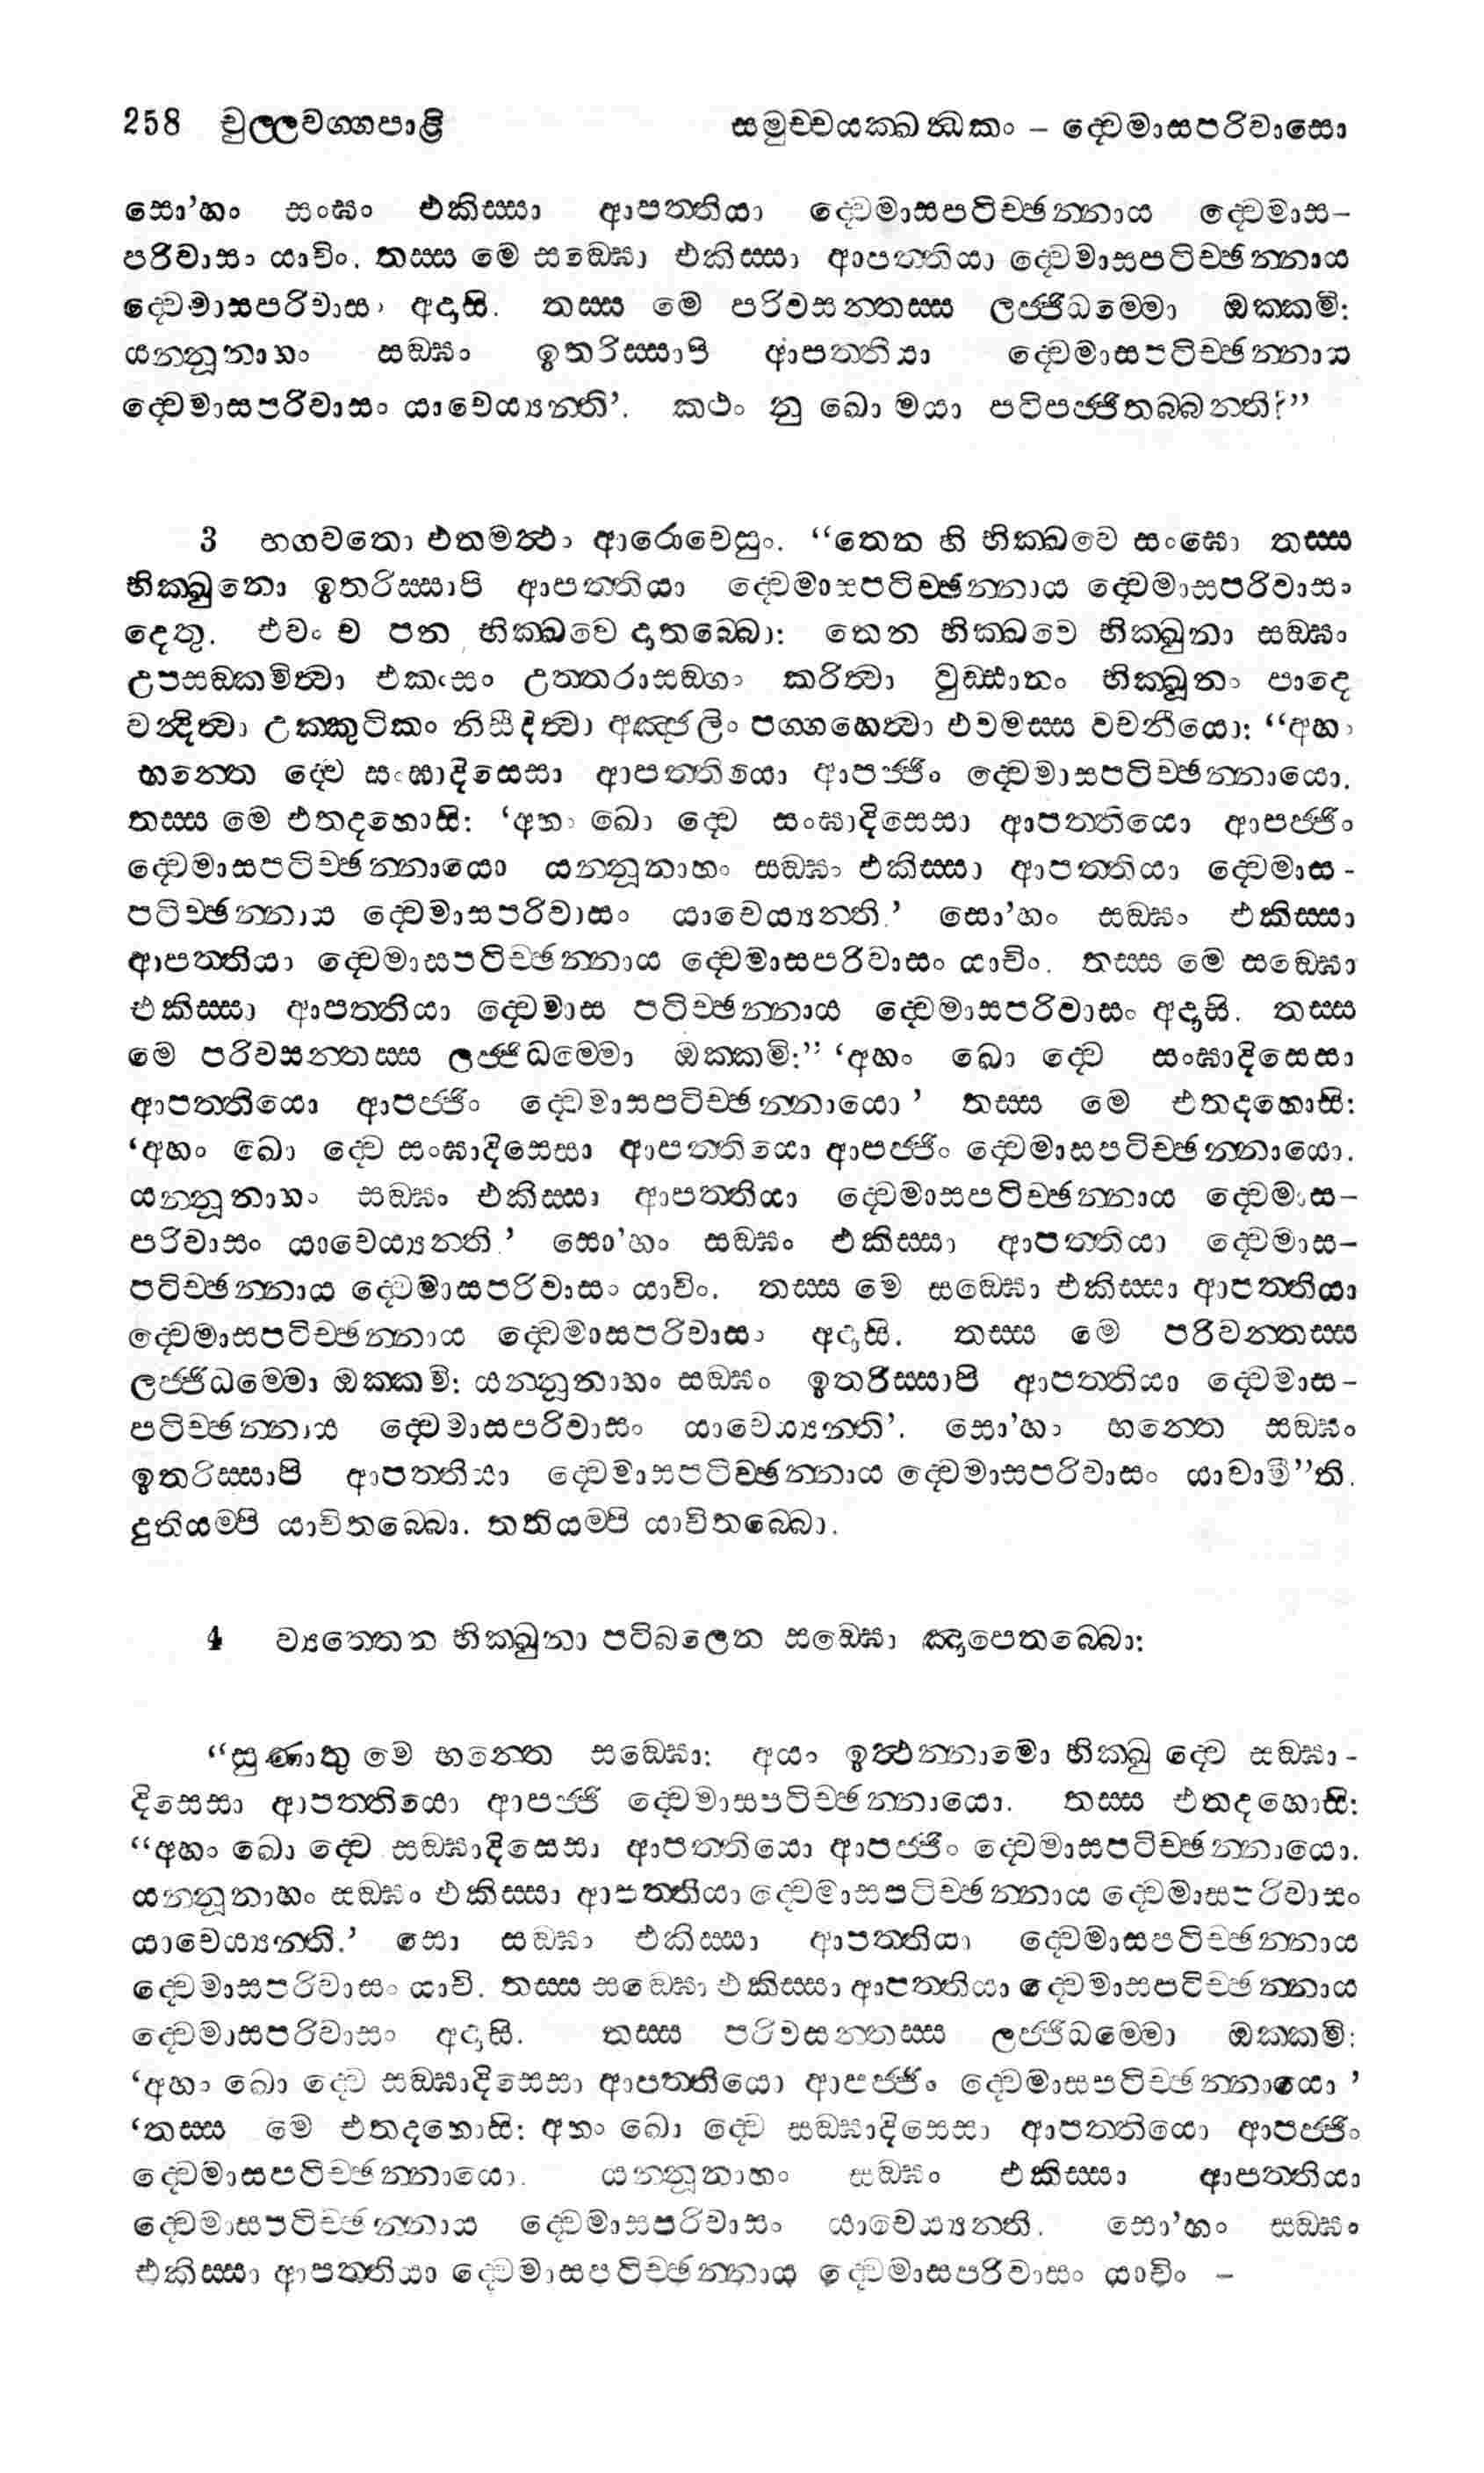 258 චුල්ලවග්ගපාළි සමුච්චයක්ඛන්ධකං – ද්වෙමාසපරිවාසො
සො’හං සංඝං එකිස්සා ආපත්තියා ද්වෙමාසපටිච්ඡන්නාය ද්වෙමාස-
පරිවාසං යාචිං. තස්ස මෙ සඞ්ඝො එකිස්සා ආපත්තියා ද්වෙමාසපටිච්ඡන්නාය
ද්වෙමාසපරිවාසං අදාසි. තස්ස මෙ පරිවසන්තස්ස ලජ්ජිධම්මො ඔක්කමි:
යන්නූනාහං සඞ්ඝං ඉතරිස්සාපි ආපත්තියා ද්වෙමාසපටිච්ඡන්නාය
ද්වෙමාසපරිවාසං යාචෙය්‍යන්ති’. කථං නු ඛො මයා පටිපජ්ජිතබ්බන්ති?”
3 භගවතො එතමත්ථං ආරොචෙසුං. “තෙන හි භික්ඛවෙ සංඝො තස්ස
භික්ඛුනො ඉතරිස්සාපි ආපත්තියා ද්වෙමාසපටිච්ඡන්නාය ද්වෙමාසපරිවාසං
දෙතු. එවං ච පන භික්ඛවෙ දාතබ්බො: තෙන භික්ඛවෙ භික්ඛුනා සඞ්ඝං
උපසඞ්කමිත්වා එකංසං උත්තරාසඞ්ගං කරිත්වා වුඩ්ඪානං භික්ඛූනං පාදෙ
වන්දිත්වා උක්කුටිකං නිසීදිත්වා අඤ්ජලිං පග්ගහෙත්වා එවමස්ස වචනීයො: “අහං
භන්තෙ ද්වෙ සංඝාදිසෙසා ආපත්තියො ආපජ්ජිං ද්වෙමාසපටිච්ඡන්නායො.
තස්ස මෙ එතදහොසි: ‘අහං ඛො ද්වෙ සංඝාදිසෙසා ආපත්තියො ආපජ්ජිං
ද්වෙමාසපටිච්ඡන්නායො යන්නූනාහං සඞ්ඝං එකිස්සා ආපත්තියා ද්වෙමාස-
පටිච්ඡන්නාය ද්වෙමාසපරිවාසං යාචෙය්‍යන්ති.’ සො’හං සඞ්ඝං එකිස්සා
ආපත්තියා ද්වෙමාසපටිච්ඡන්නාය ද්වෙමාසපරිවාසං යාචිං. තස්ස මෙ සඞ්ඝො
එකිස්සා ආපත්තියා ද්වෙමාස පටිච්ඡන්නාය ද්වෙමාසපරිවාසං අදාසි. තස්ස
මෙ පරිවසන්තස්ස ලජ්ජිධම්මො ඔක්කමි:” ‘අහං ඛො ද්වෙ සංඝාදිසෙසා
ආපත්තියො ආපජ්ජිං ද්වෙමාසපටිච්ඡන්නායො’ තස්ස මෙ එතදහොසි:
‘අහං ඛො ද්වෙ සංඝාදිසෙසා ආපත්තියො ආපජ්ජිං ද්වෙමාසපටිච්ඡන්නායො.
යන්නූනාහං සඞ්ඝං එකිස්සා ආපත්තියා ද්වෙමාසපටිච්ඡන්නාය ද්වෙමාස-
පරිවාසං යාචෙය්‍යන්ති.’ සො’හං සඞ්ඝං එකිස්සා ආපත්තියා ද්වෙමාස-
පටිච්ඡන්නාය ද්වෙමාසපරිවාසං යාචිං. තස්ස මෙ සඞ්ඝො එකිස්සා ආපත්තියා
ද්වෙමාසපටිච්ඡන්නාය ද්වෙමාසපරිවාසං අදාසි. තස්ස මෙ පරිවන්තස්ස
ලජ්ජිධම්මො ඔක්කමි: යන්නූනාහං සඞ්ඝං ඉතරිස්සාපි ආපත්තියා ද්වෙමාස-
පටිච්ඡන්නාය ද්වෙමාසපරිවාසං යාචෙය්‍යන්ති’. සො’හං භන්තෙ සඞ්ඝං
ඉතරිස්සාපි ආපත්තියා ද්වෙමාසපටිච්ඡන්නාය ද්වෙමාසපරිවාසං යාචාමී”ති.
දුතියම්පි යාචිතබ්බො. තතියම්පි යාචිතබ්බො.
4 ව්‍යත්තෙන භික්ඛුනා පටිබලෙන සඞ්ඝො ඤාපෙතබ්බො:
“සුණාතු මෙ භන්තෙ සඞ්ඝො: අයං ඉත්ථන්නාමො භික්ඛු ද්වෙ සඞ්ඝා-
දිසෙසා ආපත්තියො ආපජ්ජි ද්වෙමාසපටිච්ඡන්නායො. තස්ස එතදහොසි:
“අහං ඛො ද්වෙ සඞ්ඝාදිසෙසා ආපත්තියො ආපජ්ජිං ද්වෙමාසපටිච්ඡන්නායො.
යන්නූනාහං සඞ්ඝං එකිස්සා ආපත්තියා ද්වෙමාසපටිච්ඡන්නාය ද්වෙමාසපරිවාසං
යාචෙය්‍යන්ති.’ සො සඞ්ඝං එකිස්සා ආපත්තියා ද්වෙමාසපටිච්ඡන්නාය
ද්වෙමාසපරිවාසං යාචි. තස්ස සඞ්ඝො එකිස්සා ආපත්තියා ද්වෙමාසපටිච්ඡන්නාය
ද්වෙමාසපරිවාසං අදාසි. තස්ස පරිවසන්තස්ස ලජ්ජිධම්මො ඔක්කමි:
‘අහං ඛො ද්වෙ සඞ්ඝාදිසෙසා ආපත්තියො ආපජ්ජිං ද්වෙමාසපටිච්ඡන්නායො’
‘තස්ස මෙ එතදහොසි: අහං ඛො ද්වෙ සඞ්ඝාදිසෙසා ආපත්තියො ආපජ්ජිං
ද්වෙමාසපටිච්ඡන්නායො. යන්නූනාහං සඞ්ඝං එකිස්සා ආපත්තියා
ද්වෙමාසපටිච්ඡන්නාය ද්වෙමාසපරිවාසං යාචෙය්‍යන්ති. සො’හං සඞ්ඝං
එකිස්සා ආපත්තියා ද්වෙමාසපටිච්ඡන්නාය ද්වෙමාසපරිවාසං යාචිං –